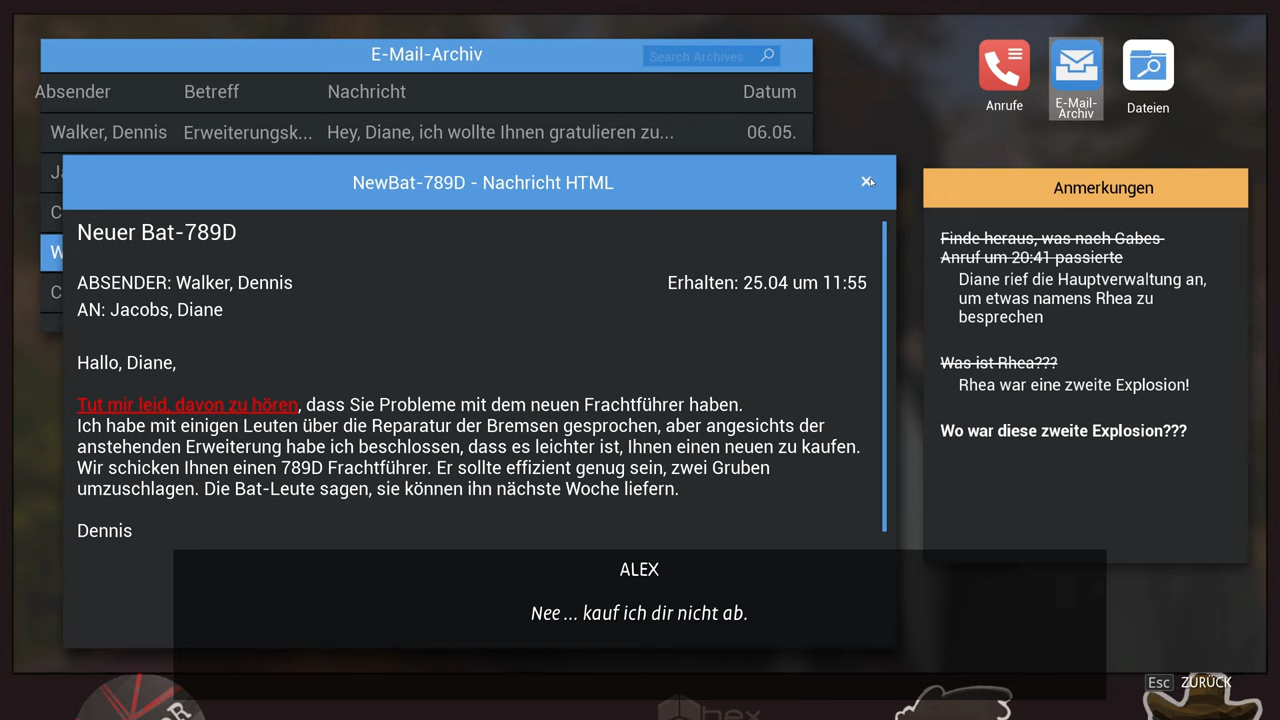 E-Mail-Archiv
Search Archives
Absender Betreff Nachricht Datum
Walker, Dennis Erweiterungsk... Hey, Diane, ich wollte Ihnen gratulieren zu... 06.05.
NewBat-789D - Nachricht HTML
Neuer Bat-789D
ABSENDER: Walker, Dennis Erhalten: 25.04 um 11:55
AN: Jacobs, Diane
Hallo, Diane,
Tut mir leid, davon zu hören, dass Sie Probleme mit dem neuen Frachtführer haben.
Ich habe mit einigen Leuten über die Reparatur der Bremsen gesprochen, aber angesichts der
anstehenden Erweiterung habe ich beschlossen, dass es leichter ist, Ihnen einen neuen zu kaufen.
Wir schicken Ihnen einen 789D Frachtführer. Er sollte effizient genug sein, zwei Gruben
umzuschlagen. Die Bat-Leute sagen, sie können ihn nächste Woche liefern.
Dennis
Anrufe
E-Mail-
Archiv
Dateien
Anmerkungen
Finde heraus, was nach Gabes
Anruf um 20:41 passierte
Diane rief die Hauptverwaltung an,
um etwas namens Rhea zu
besprechen
Was ist Rhea???
Rhea war eine zweite Explosion!
Wo war diese zweite Explosion???
ALEX
Nee ... kauf ich dir nicht ab.
Esc ZURÜCK
hex